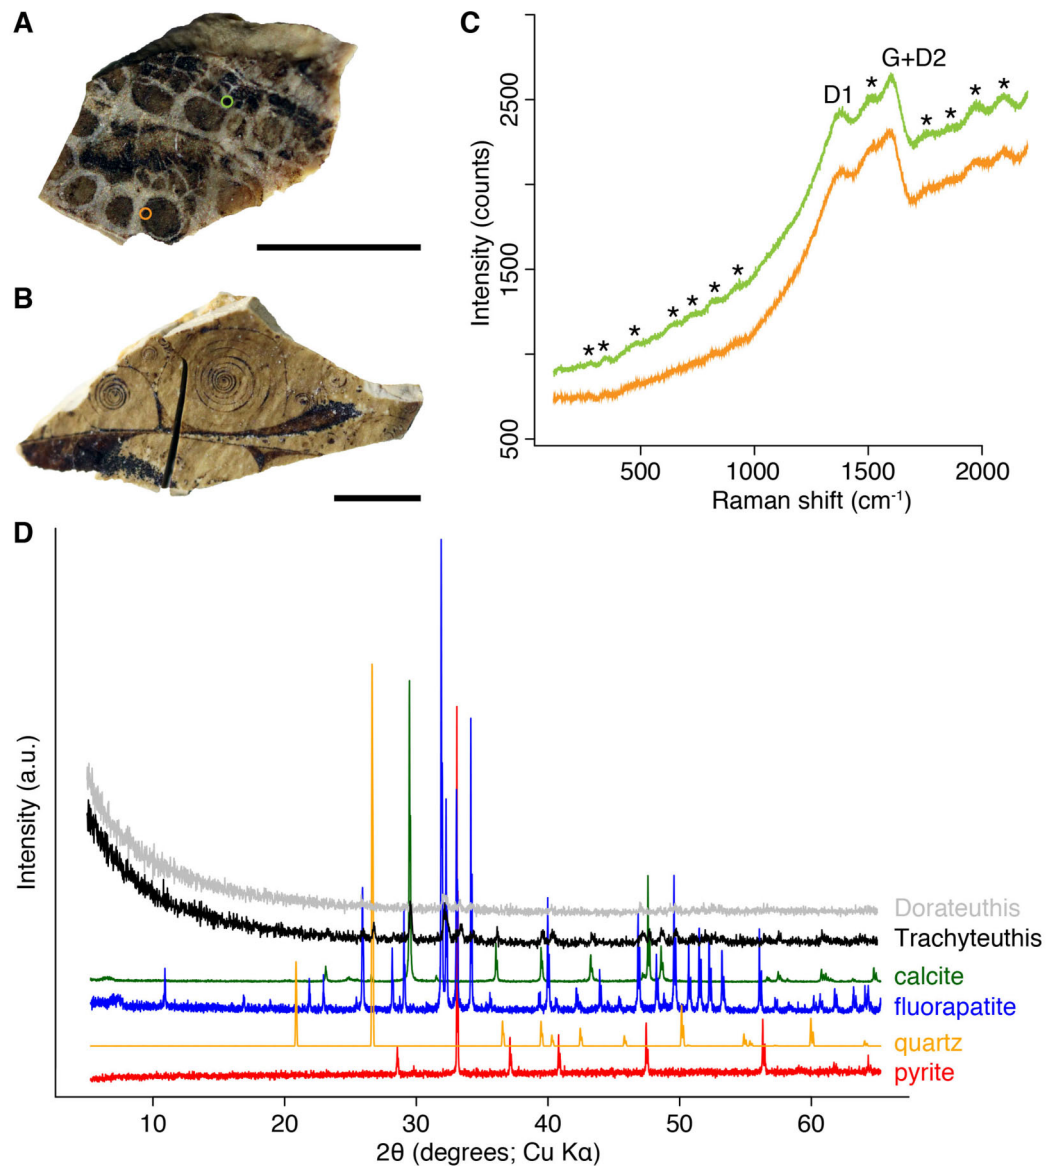 A
B
C
D1
G+D2
* * * * * * * * * * * * *
2500
1500
500
Intensity (counts)
500 1000 1500 2000
Raman shift (cm⁻¹)
D
Intensity (a.u.)
Dorateuthis
Trachyteuthis
calcite
fluorapatite
quartz
pyrite
10 20 30 40 50 60
2θ (degrees; Cu Kα)